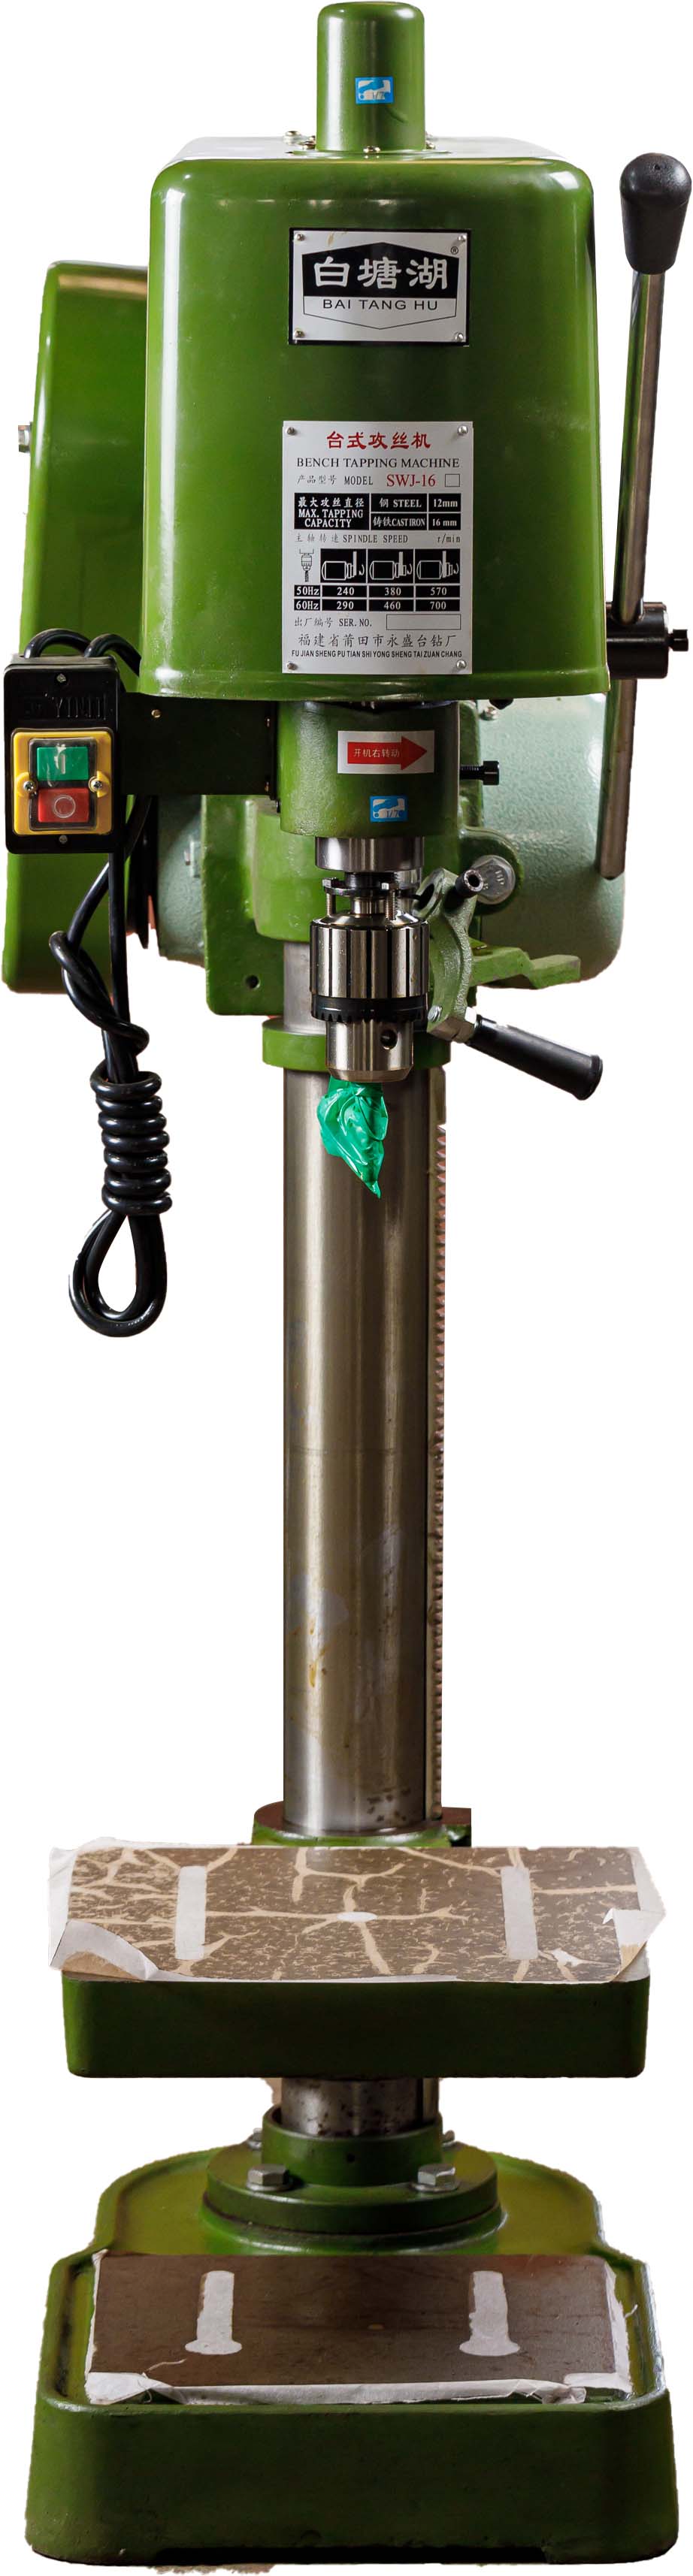 白塘湖®
BAI TANG HU
台式攻丝机
BENCH TAPPING MACHINE
产品型号 MODEL SWJ-16
最大攻丝直径 MAX. TAPPING CAPACITY
钢 STEEL 12mm
铸铁 CAST IRON 16 mm
主轴转速 SPINDLE SPEED r/min
50Hz 240 380 570
60Hz 290 460 700
出厂编号 SER. NO.
福建省莆田市永盛台钻厂
FU JIAN SHENG PU TIAN SHI YONG SHENG TAI ZUAN CHANG
开机右转动